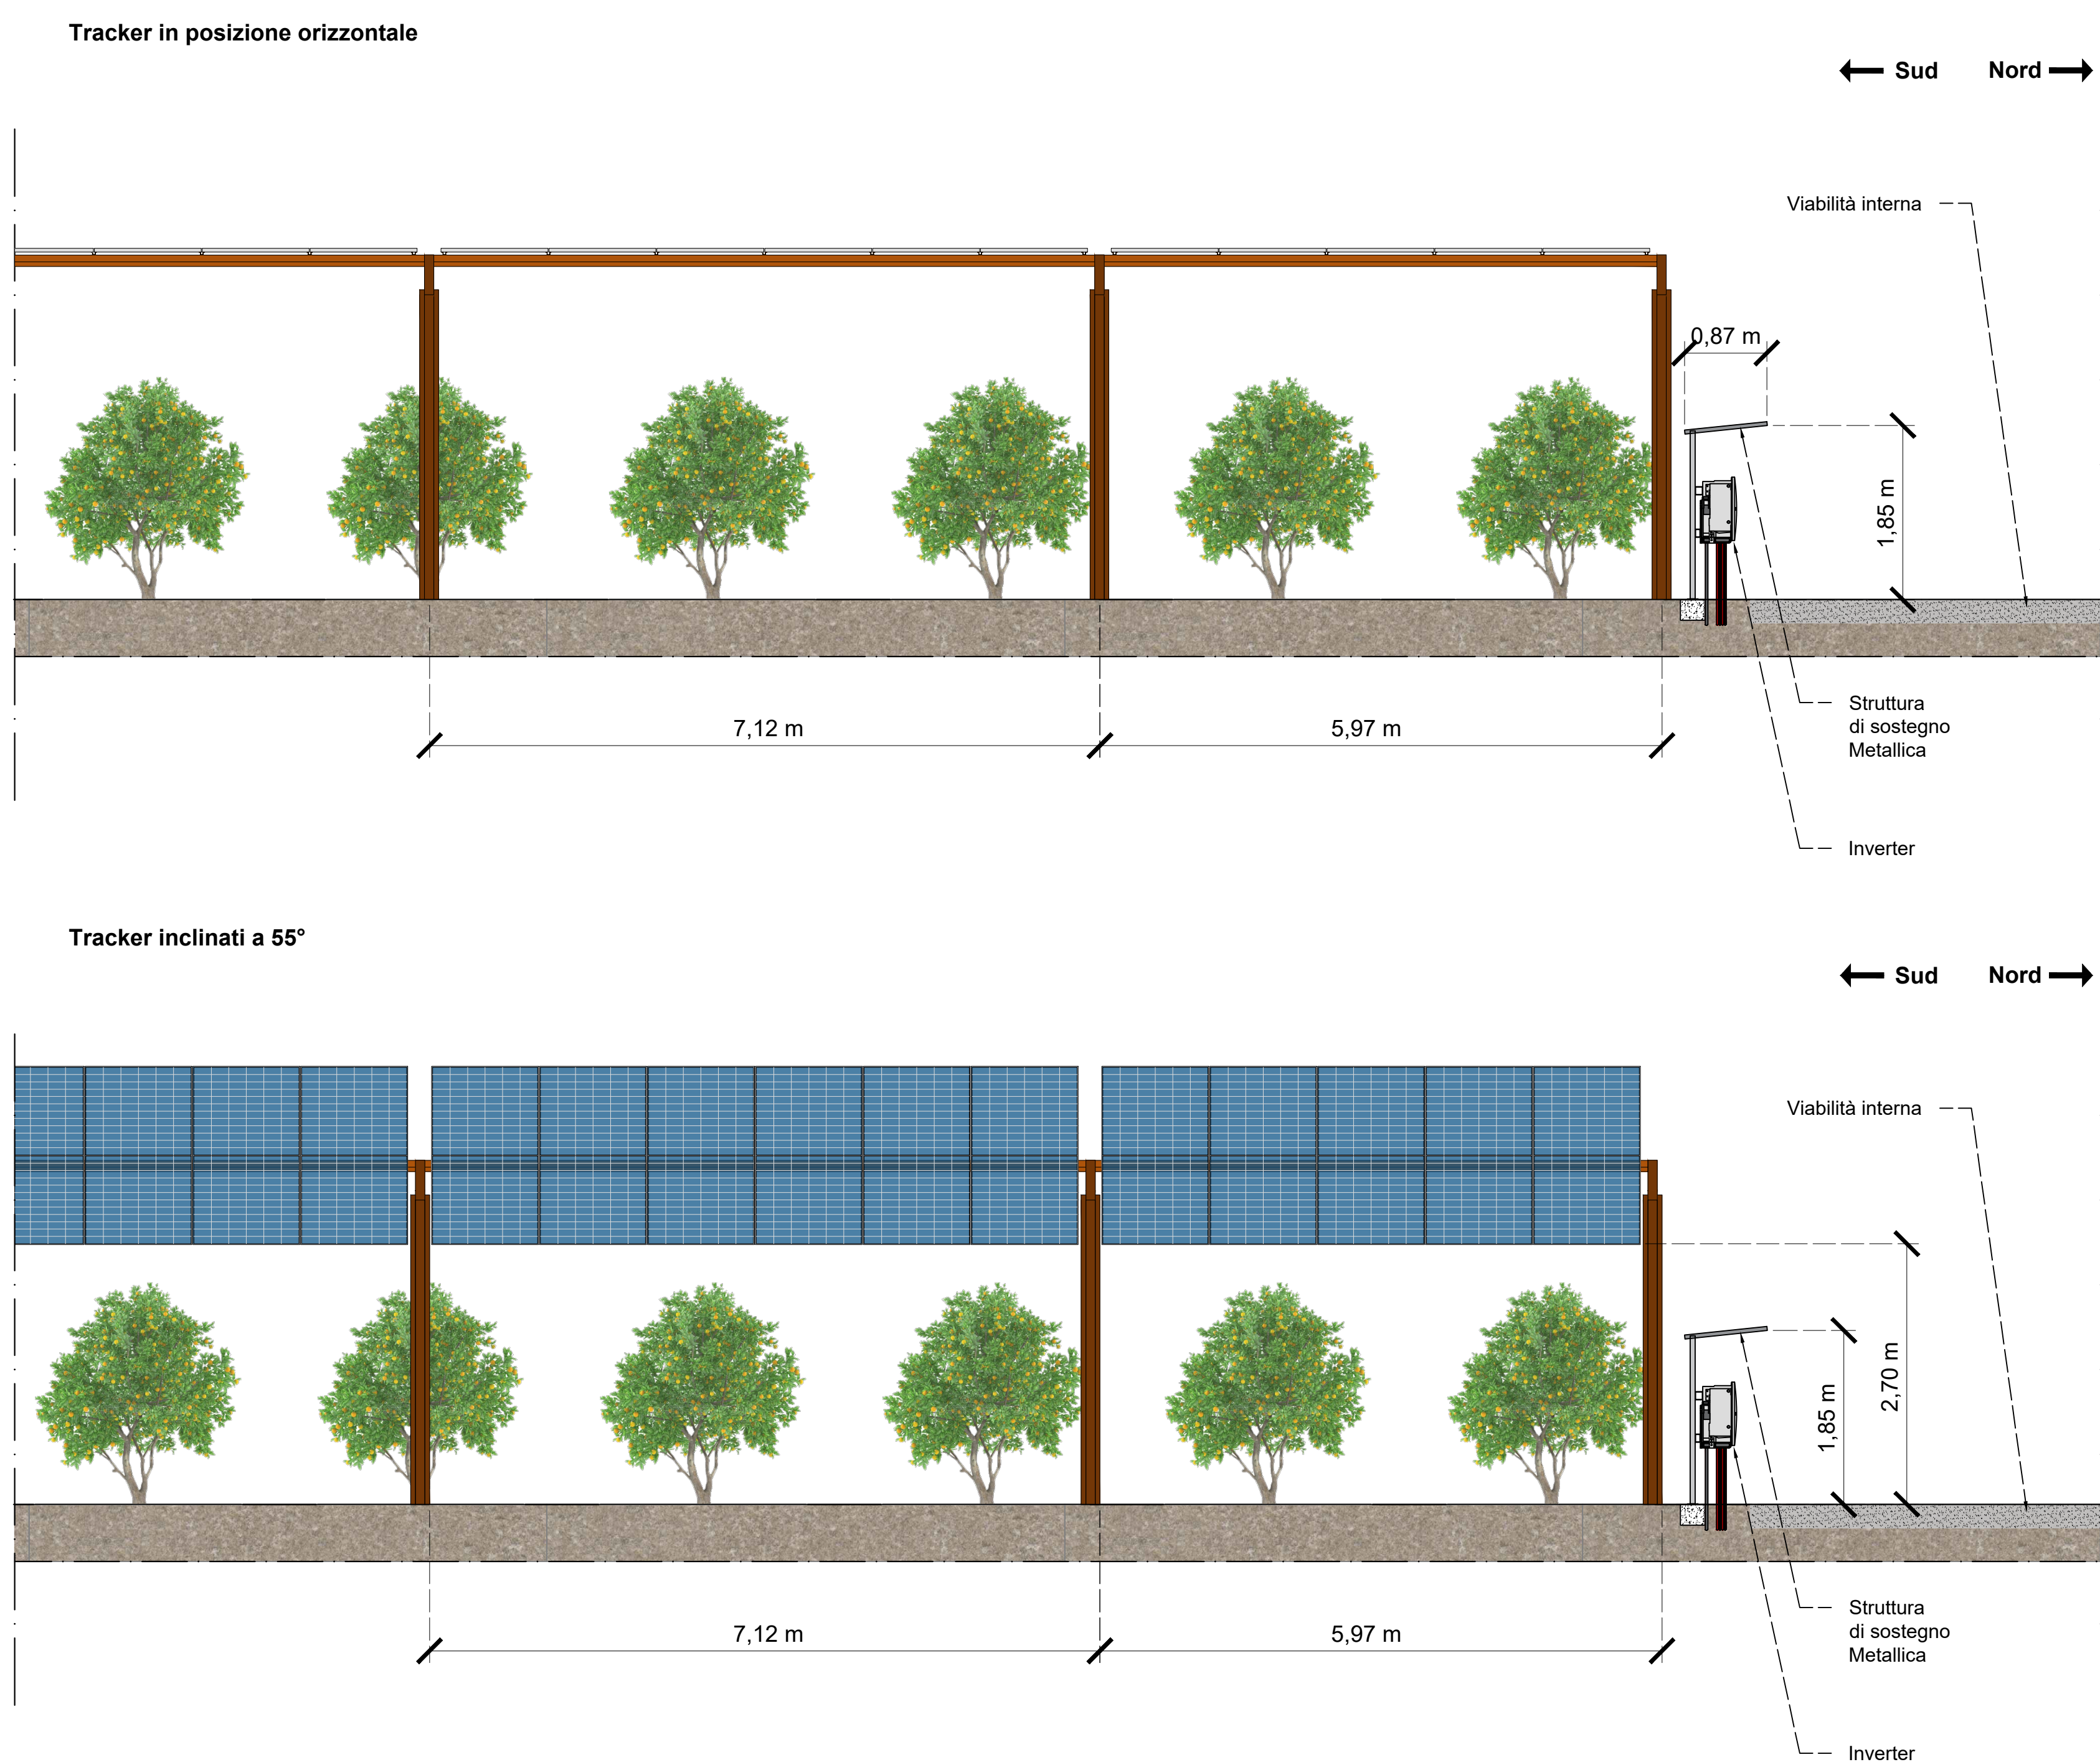 Tracker in posizione orizzontale
Sud Nord
Viabilità interna
0,87 m
1,85 m
Struttura
di sostegno
Metallica
7,12 m
5,97 m
Inverter
Tracker inclinati a 55°
Sud Nord
Viabilità interna
2,70 m
1,85 m
Struttura
di sostegno
Metallica
7,12 m
5,97 m
Inverter